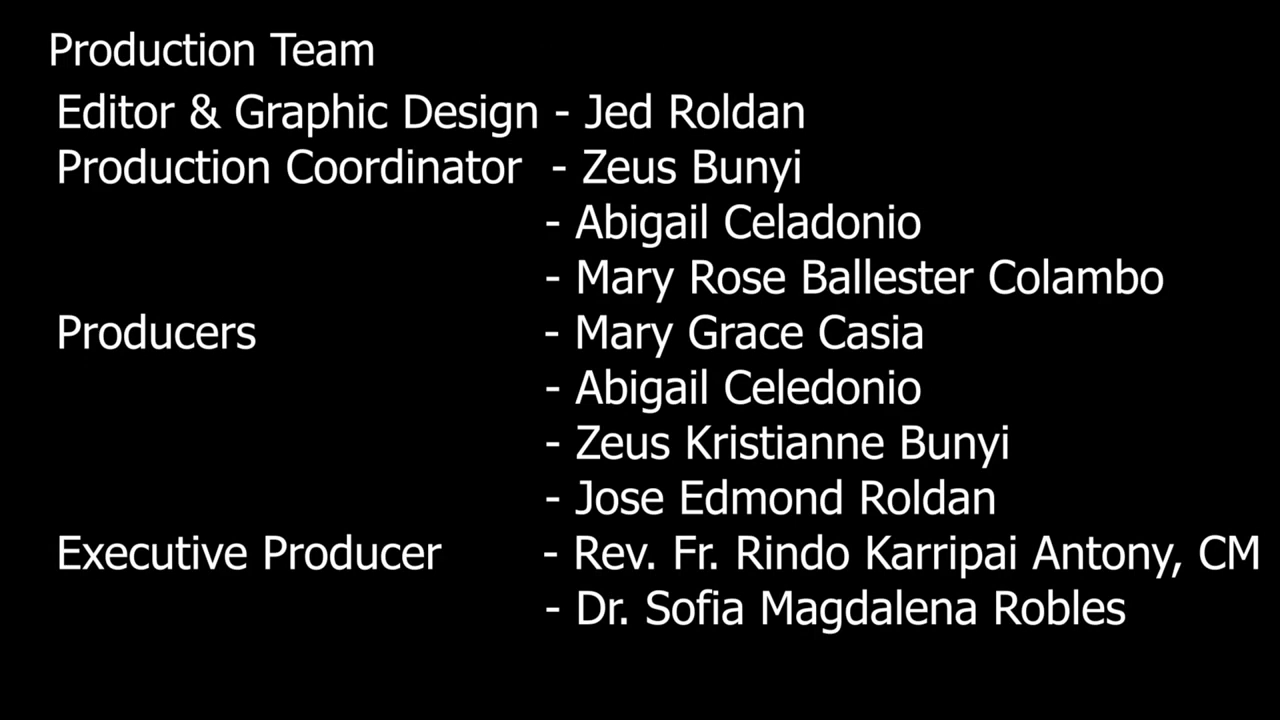 Production Team
Editor & Graphic Design - Jed Roldan
Production Coordinator - Zeus Bunyi
- Abigail Celadonio
- Mary Rose Ballester Colambo
Producers - Mary Grace Casia
- Abigail Celedonio
- Zeus Kristianne Bunyi
- Jose Edmond Roldan
Executive Producer - Rev. Fr. Rindo Karripai Antony, CM
- Dr. Sofia Magdalena Robles